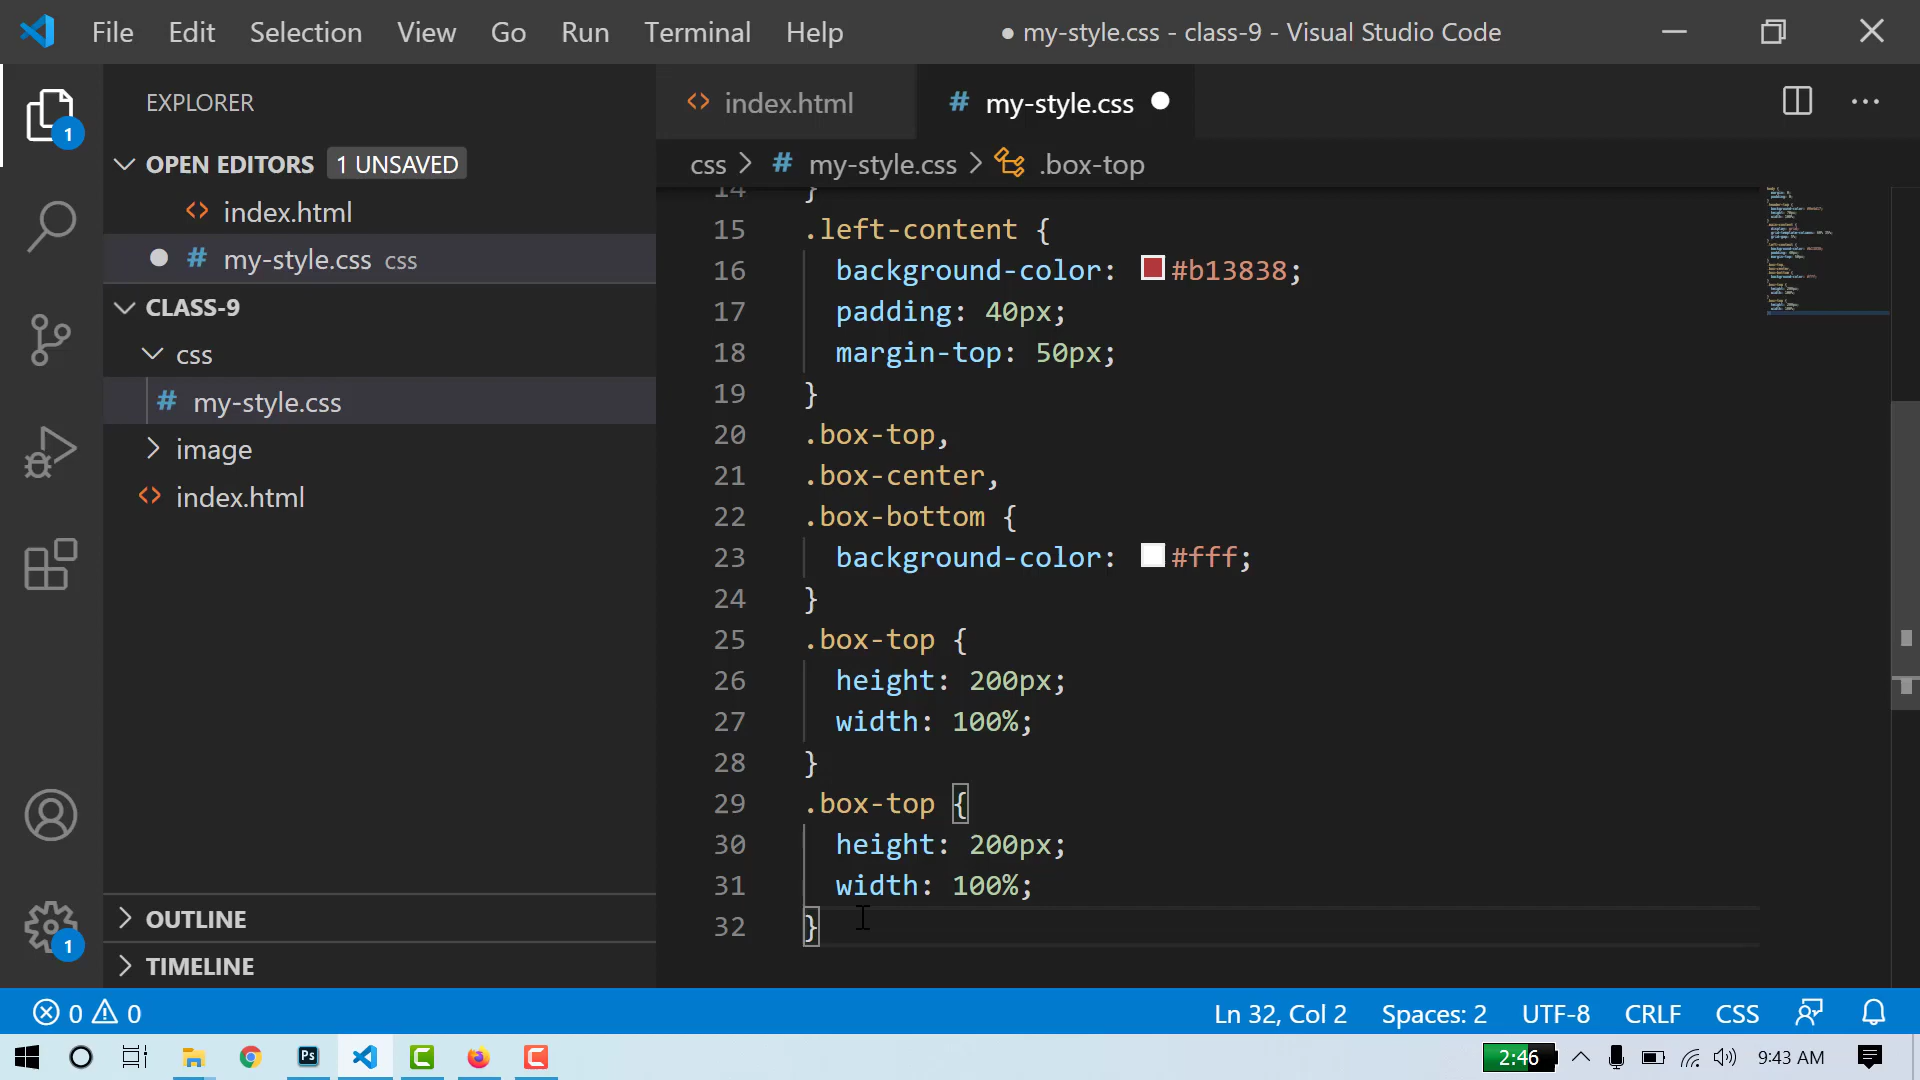 File Edit Selection View Go Run Terminal Help
● my-style.css - class-9 - Visual Studio Code
EXPLORER
OPEN EDITORS 1 UNSAVED
index.html
my-style.css css
CLASS-9
css
my-style.css
image
index.html
OUTLINE
TIMELINE
1
1
index.html
# my-style.css
css > # my-style.css > .box-top
14 }
15 .left-content {
16 background-color: #b13838;
17 padding: 40px;
18 margin-top: 50px;
19 }
20 .box-top,
21 .box-center,
22 .box-bottom {
23 background-color: #fff;
24 }
25 .box-top {
26 height: 200px;
27 width: 100%;
28 }
29 .box-top {
30 height: 200px;
31 width: 100%;
32 }
0 0
Ln 32, Col 2 Spaces: 2 UTF-8 CRLF CSS
Ps
2:46
9:43 AM